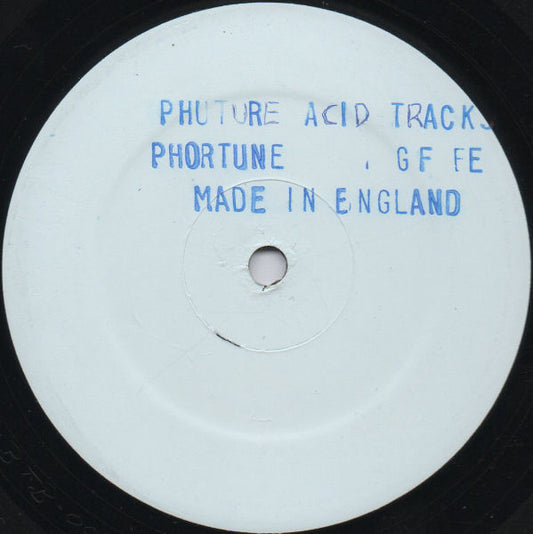 PHUTURE ACID TRACKS
PHORTUNE GF FE
MADE IN ENGLAND